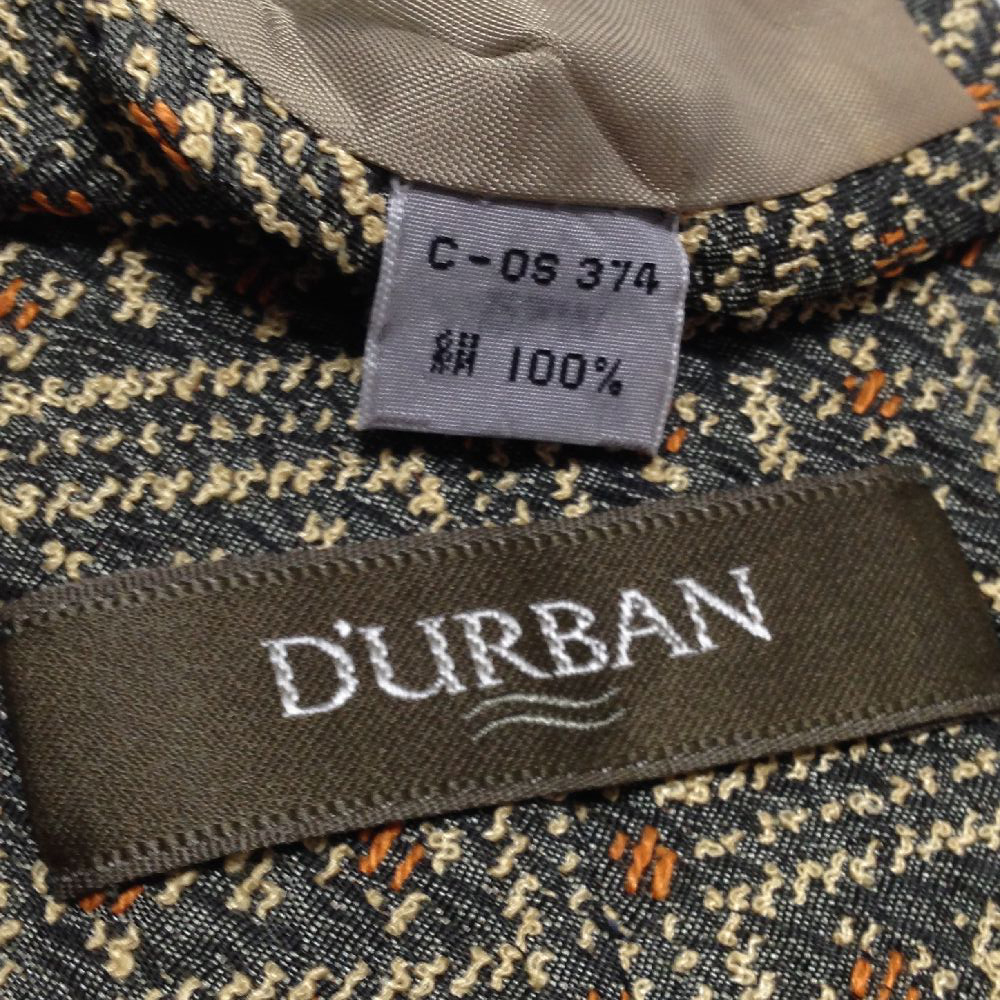 C-OS 374
絹 100%
D'URBAN